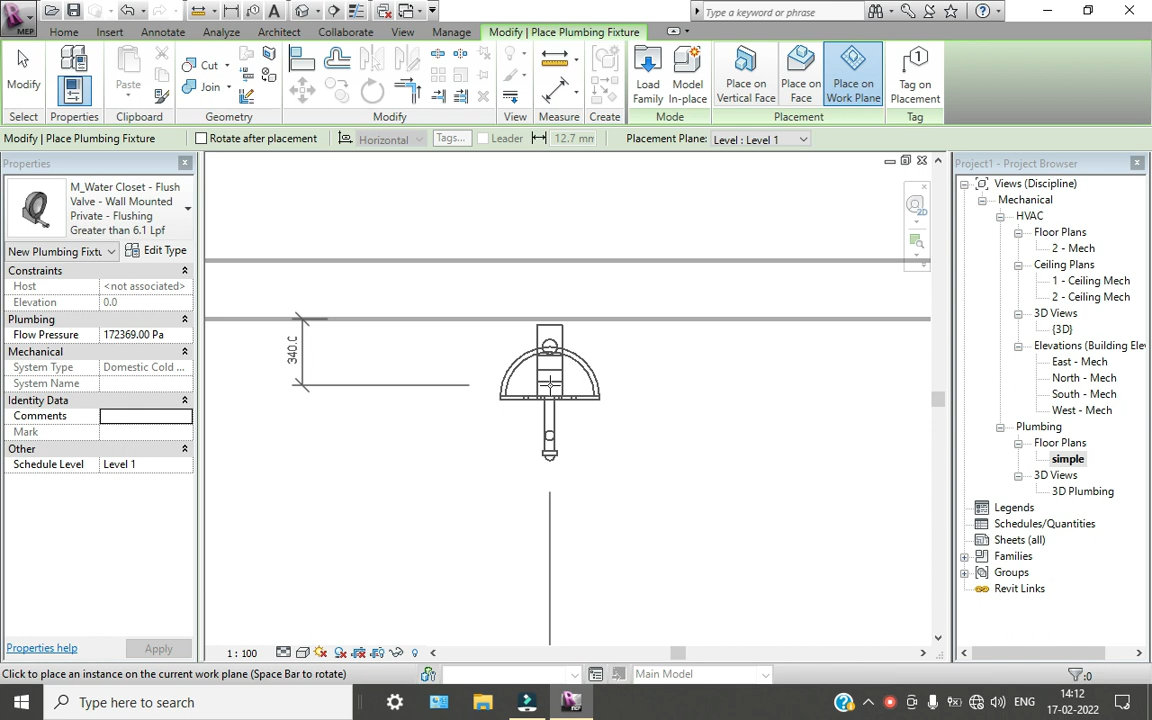 MEP
Type a keyword or phrase
Home Insert Annotate Analyze Architect Collaborate View Manage Modify | Place Plumbing Fixture
Modify
Paste
Cut
Join
Load
Family
Model
In-place
Place on
Vertical Face
Place on
Face
Place on
Work Plane
Tag on
Placement
Select Properties Clipboard Geometry Modify View Measure Create Mode Placement Tag
Modify | Place Plumbing Fixture Rotate after placement Horizontal Tags... Leader 12.7 mm Placement Plane: Level : Level 1
Properties
M_Water Closet - Flush
Valve - Wall Mounted
Private - Flushing
Greater than 6.1 Lpf
New Plumbing Fixtu Edit Type
Constraints
Host <not associated>
Elevation 0.0
Plumbing
Flow Pressure 172369.00 Pa
Mechanical
System Type Domestic Cold ...
System Name
Identity Data
Comments
Mark
Other
Schedule Level Level 1
Properties help Apply
340.0
2D
1 : 100
Project1 - Project Browser
Views (Discipline)
Mechanical
HVAC
Floor Plans
2 - Mech
Ceiling Plans
1 - Ceiling Mech
2 - Ceiling Mech
3D Views
{3D}
Elevations (Building Ele
East - Mech
North - Mech
South - Mech
West - Mech
Plumbing
Floor Plans
simple
3D Views
3D Plumbing
Legends
Schedules/Quantities
Sheets (all)
Families
Groups
Revit Links
Click to place an instance on the current work plane (Space Bar to rotate) Main Model :0
Type here to search
ENG
14:12
17-02-2022